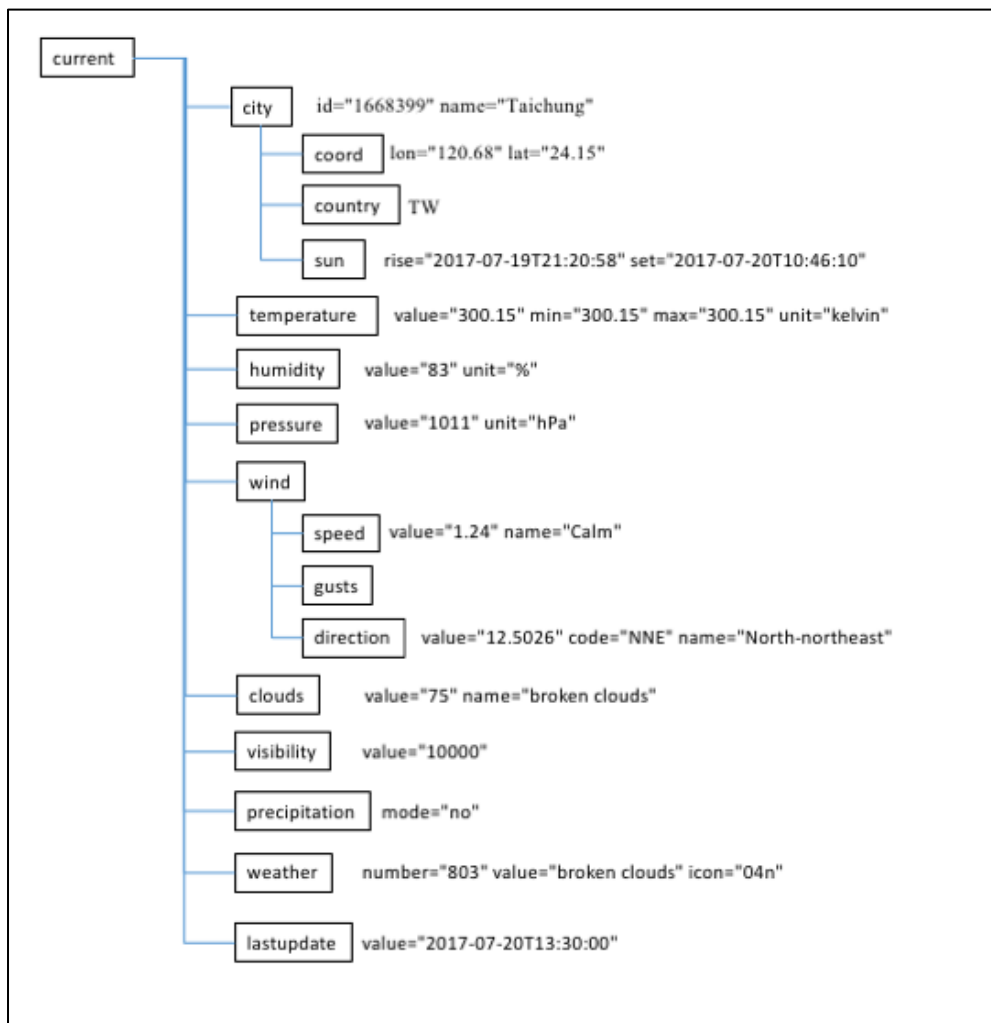 current
city id="1668399" name="Taichung"
coord lon="120.68" lat="24.15"
country TW
sun rise="2017-07-19T21:20:58" set="2017-07-20T10:46:10"
temperature value="300.15" min="300.15" max="300.15" unit="kelvin"
humidity value="83" unit="%"
pressure value="1011" unit="hPa"
wind
speed value="1.24" name="Calm"
gusts
direction value="12.5026" code="NNE" name="North-northeast"
clouds value="75" name="broken clouds"
visibility value="10000"
precipitation mode="no"
weather number="803" value="broken clouds" icon="04n"
lastupdate value="2017-07-20T13:30:00"